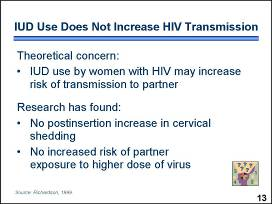 IUD Use Does Not Increase HIV Transmission
Theoretical concern:
• IUD use by women with HIV may increase
risk of transmission to partner
Research has found:
• No postinsertion increase in cervical
shedding
• No increased risk of partner
exposure to higher dose of virus
Source: Richardson, 1999.
13